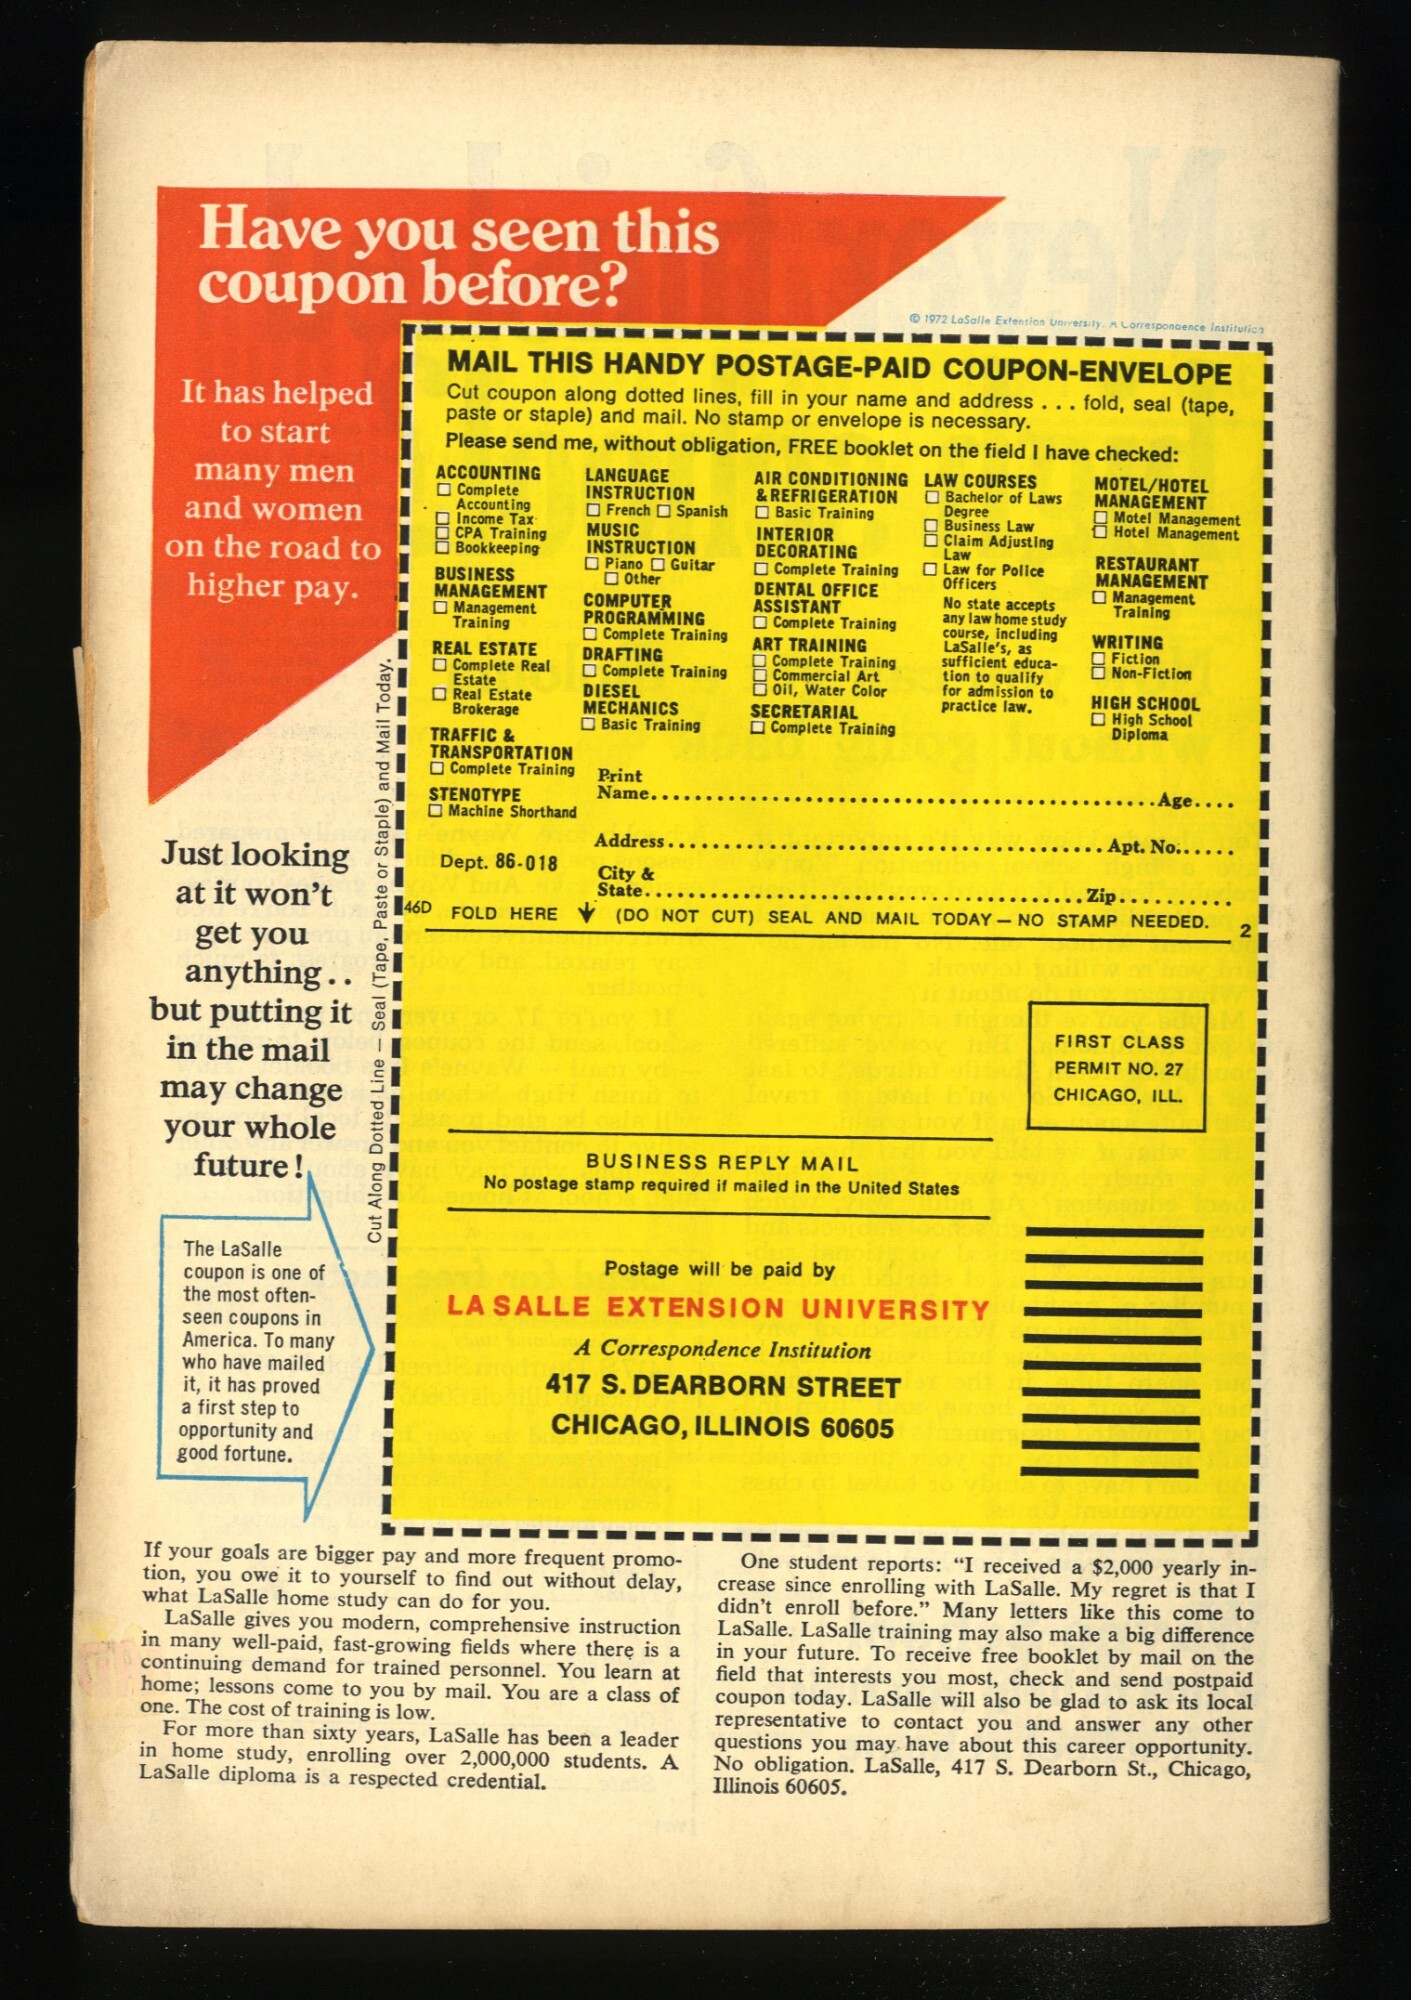 Have you seen this
coupon before?
It has helped
to start
many men
and women
on the road to
higher pay.
Just looking
at it won't
get you
anything..
but putting it
in the mail
may change
your whole
future!
The LaSalle
coupon is one of
the most often-
seen coupons in
America. To many
who have mailed
it, it has proved
a first step to
opportunity and
good fortune.
Cut Along Dotted Line — Seal (Tape, Paste or Staple) and Mail Today.
© 1972 LaSalle Extension University. A Correspondence Institution
MAIL THIS HANDY POSTAGE-PAID COUPON-ENVELOPE
Cut coupon along dotted lines, fill in your name and address . . . fold, seal (tape,
paste or staple) and mail. No stamp or envelope is necessary.
Please send me, without obligation, FREE booklet on the field I have checked:
ACCOUNTING
☐ Complete
Accounting
☐ Income Tax
☐ CPA Training
☐ Bookkeeping
BUSINESS
MANAGEMENT
☐ Management
Training
REAL ESTATE
☐ Complete Real
Estate
☐ Real Estate
Brokerage
TRAFFIC &
TRANSPORTATION
☐ Complete Training
STENOTYPE
☐ Machine Shorthand
LANGUAGE
INSTRUCTION
☐ French ☐ Spanish
MUSIC
INSTRUCTION
☐ Piano ☐ Guitar
☐ Other
COMPUTER
PROGRAMMING
☐ Complete Training
DRAFTING
☐ Complete Training
DIESEL
MECHANICS
☐ Basic Training
AIR CONDITIONING
& REFRIGERATION
☐ Basic Training
INTERIOR
DECORATING
☐ Complete Training
DENTAL OFFICE
ASSISTANT
☐ Complete Training
ART TRAINING
☐ Complete Training
☐ Commercial Art
☐ Oil, Water Color
SECRETARIAL
☐ Complete Training
LAW COURSES
☐ Bachelor of Laws
Degree
☐ Business Law
☐ Claim Adjusting
Law
☐ Law for Police
Officers
No state accepts
any law home study
course, including
LaSalle's, as
sufficient educa-
tion to qualify
for admission to
practice law.
MOTEL/HOTEL
MANAGEMENT
☐ Motel Management
☐ Hotel Management
RESTAURANT
MANAGEMENT
☐ Management
Training
WRITING
☐ Fiction
☐ Non-Fiction
HIGH SCHOOL
☐ High School
Diploma
Dept. 86-018
Print
Name.....Age....
Address.....Apt. No......
City &
State.....Zip.....
46D FOLD HERE ↓ (DO NOT CUT) SEAL AND MAIL TODAY — NO STAMP NEEDED. 2
FIRST CLASS
PERMIT NO. 27
CHICAGO, ILL.
BUSINESS REPLY MAIL
No postage stamp required if mailed in the United States
Postage will be paid by
LA SALLE EXTENSION UNIVERSITY
A Correspondence Institution
417 S. DEARBORN STREET
CHICAGO, ILLINOIS 60605
If your goals are bigger pay and more frequent promo-
tion, you owe it to yourself to find out without delay,
what LaSalle home study can do for you.
LaSalle gives you modern, comprehensive instruction
in many well-paid, fast-growing fields where there is a
continuing demand for trained personnel. You learn at
home; lessons come to you by mail. You are a class of
one. The cost of training is low.
For more than sixty years, LaSalle has been a leader
in home study, enrolling over 2,000,000 students. A
LaSalle diploma is a respected credential.
One student reports: "I received a $2,000 yearly in-
crease since enrolling with LaSalle. My regret is that I
didn't enroll before." Many letters like this come to
LaSalle. LaSalle training may also make a big difference
in your future. To receive free booklet by mail on the
field that interests you most, check and send postpaid
coupon today. LaSalle will also be glad to ask its local
representative to contact you and answer any other
questions you may have about this career opportunity.
No obligation. LaSalle, 417 S. Dearborn St., Chicago,
Illinois 60605.